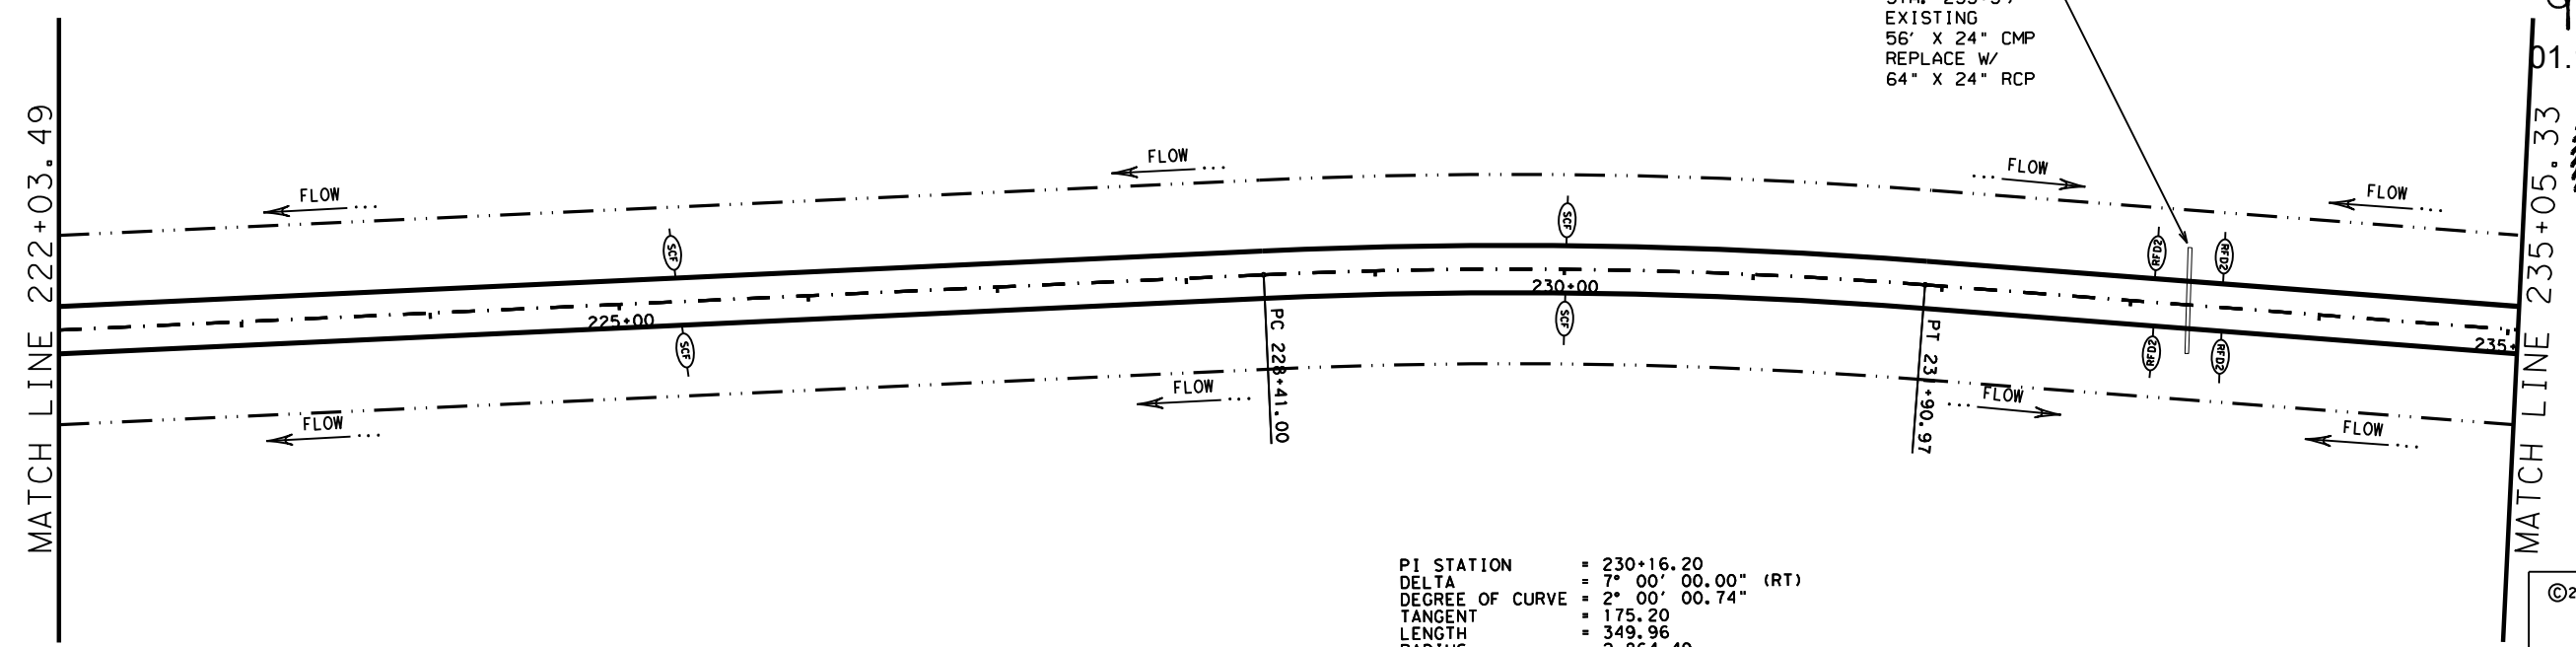 EXISTING
56' X 24" CMP
REPLACE W/
64" X 24" RCP
01.
MATCH LINE 222+03.49
FLOW
FLOW
FLOW
FLOW
MATCH LINE 235+05.33
SCF
SCF
RFD2
RFD2
230+00
225+00
235+
SCF
SCF
RFD2
RFD2
PC 228+41.00
PT 231+90.97
FLOW
FLOW
FLOW
FLOW
PI STATION = 230+16.20
DELTA = 7° 00' 00.00" (RT)
DEGREE OF CURVE = 2° 00' 00.74"
TANGENT = 175.20
LENGTH = 349.96
©2